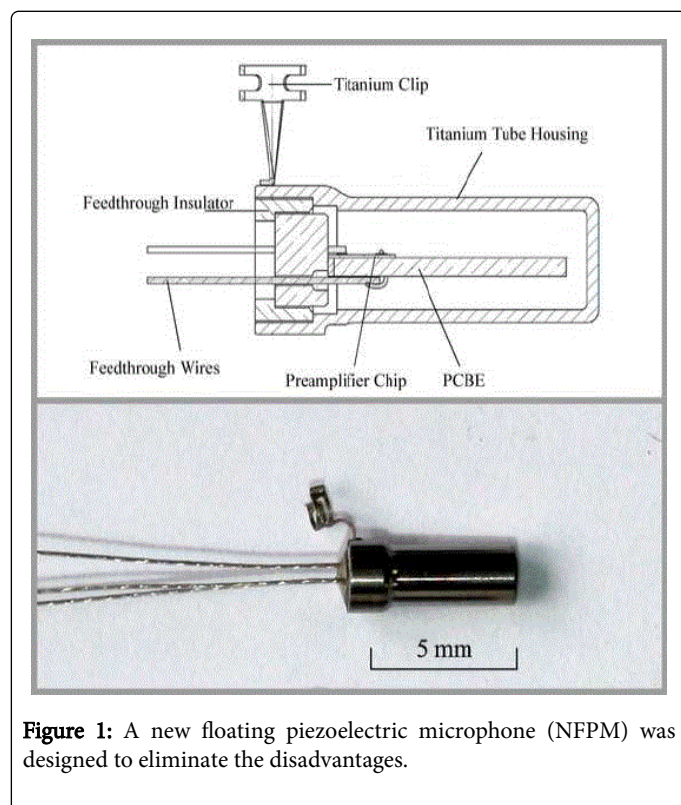 Titanium Clip
Titanium Tube Housing
Feedthrough Insulator
Feedthrough Wires
Preamplifier Chip
PCBE
5 mm
Figure 1: A new floating piezoelectric microphone (NFPM) was
designed to eliminate the disadvantages.